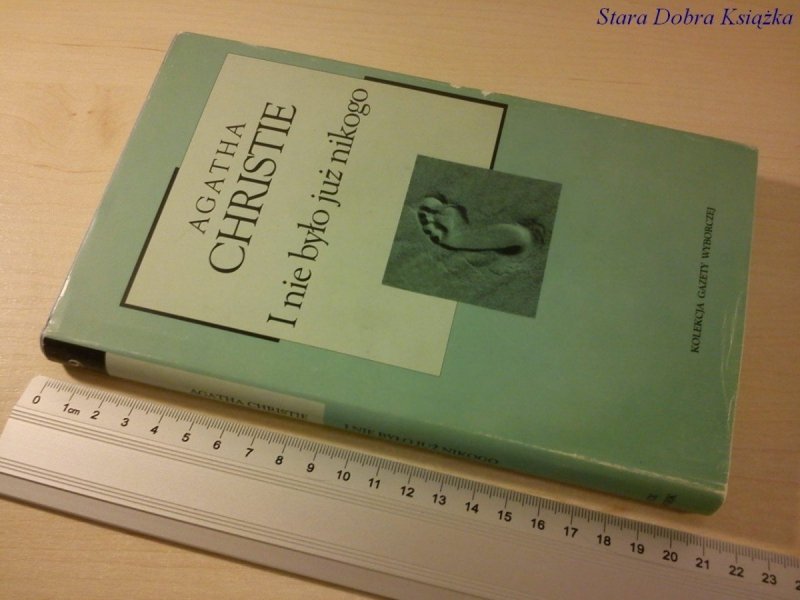 Stara Dobra Książka
AGATHA
CHRISTIE
I nie było już nikogo
KOLEKCJA GAZETY WYBORCZEJ
AGATHA CHRISTIE
I NIE BYŁO JUŻ NIKOGO
0 1cm 2 3 4 5 6 7 8 9 10 11 12 13 14 15 16 17 18 19 20 21 22 23